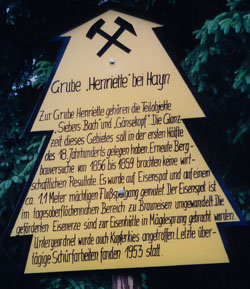 Grube „Henriette" bei Hayn
Zur Grube Henriette gehören die Teilobjekte
„Siebers Bach" und „Gänsekopf". Die Glanz-
zeit dieses Gebietes soll in der ersten Hälfte
des 18. Jahrhunderts gelegen haben. Erneute Berg-
bauversuche von 1856 bis 1859 brachten keine wirt-
schaftlichen Resultate. Es wurde auf Eisenspat und auf einem
ca. 1,1 Meter mächtigen Flußspatgang gemutet. Der Eisenspat ist
im tagesoberflächennahen Bereich zu Brauneisen umgewandelt. Die
geförderten Eisenerze sind zur Eisenhütte in Mägdesprung gebracht worden.
Untergeordnet wurde auch Kupferkies angetroffen. Letzte über-
tägige Schürfarbeiten fanden 1953 statt.